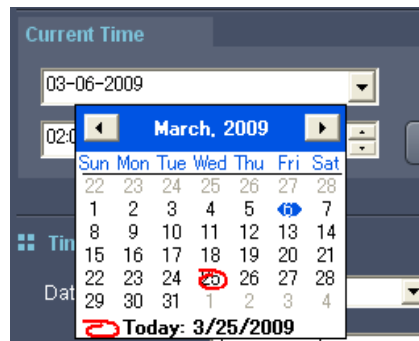 Current Time
03-06-2009
02:0
March, 2009
Sun Mon Tue Wed Thu Fri Sat
22 23 24 25 26 27 28
1 2 3 4 5 6 7
8 9 10 11 12 13 14
15 16 17 18 19 20 21
22 23 24 25 26 27 28
29 30 31 1 2 3 4
Today: 3/25/2009
Tin
Dat